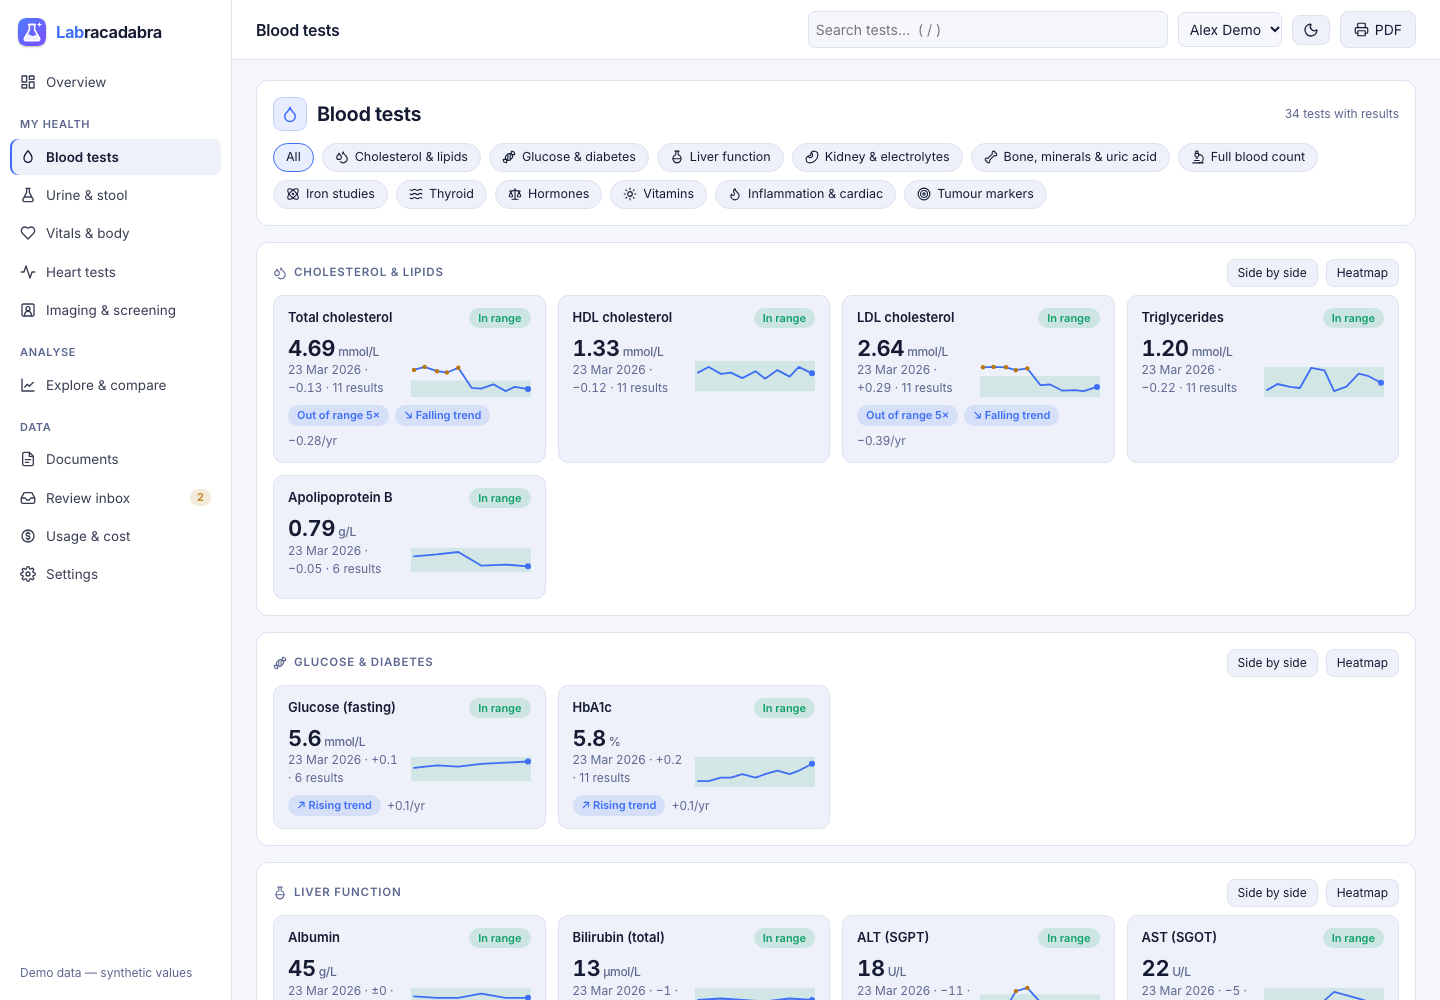 Labracadabra
Overview
MY HEALTH
Blood tests
Urine & stool
Vitals & body
Heart tests
Imaging & screening
ANALYSE
Explore & compare
DATA
Documents
Review inbox 2
Usage & cost
Settings
Demo data — synthetic values
Blood tests
Search tests... ( / )
Alex Demo
PDF
Blood tests
34 tests with results
All
Cholesterol & lipids
Glucose & diabetes
Liver function
Kidney & electrolytes
Bone, minerals & uric acid
Full blood count
Iron studies
Thyroid
Hormones
Vitamins
Inflammation & cardiac
Tumour markers
CHOLESTEROL & LIPIDS
Side by side
Heatmap
Total cholesterol
In range
4.69 mmol/L
23 Mar 2026 ·
−0.13 · 11 results
Out of range 5×
↘ Falling trend
−0.28/yr
HDL cholesterol
In range
1.33 mmol/L
23 Mar 2026 ·
−0.12 · 11 results
LDL cholesterol
In range
2.64 mmol/L
23 Mar 2026 ·
+0.29 · 11 results
Out of range 5×
↘ Falling trend
−0.39/yr
Triglycerides
In range
1.20 mmol/L
23 Mar 2026 ·
−0.22 · 11 results
Apolipoprotein B
In range
0.79 g/L
23 Mar 2026 ·
−0.05 · 6 results
GLUCOSE & DIABETES
Side by side
Heatmap
Glucose (fasting)
In range
5.6 mmol/L
23 Mar 2026 · +0.1
· 6 results
↗ Rising trend
+0.1/yr
HbA1c
In range
5.8 %
23 Mar 2026 · +0.2
· 11 results
↗ Rising trend
+0.1/yr
LIVER FUNCTION
Side by side
Heatmap
Albumin
In range
45 g/L
23 Mar 2026 · ±0 ·
Bilirubin (total)
In range
13 µmol/L
23 Mar 2026 · −1 ·
ALT (SGPT)
In range
18 U/L
23 Mar 2026 · −11 ·
AST (SGOT)
In range
22 U/L
23 Mar 2026 · −5 ·